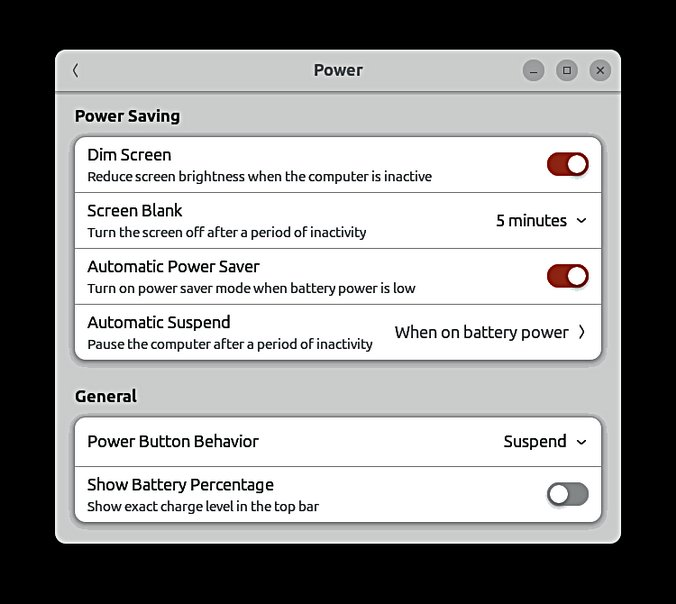 Power
Power Saving
Dim Screen
Reduce screen brightness when the computer is inactive
Screen Blank
Turn the screen off after a period of inactivity
5 minutes
Automatic Power Saver
Turn on power saver mode when battery power is low
Automatic Suspend
Pause the computer after a period of inactivity
When on battery power
General
Power Button Behavior
Suspend
Show Battery Percentage
Show exact charge level in the top bar